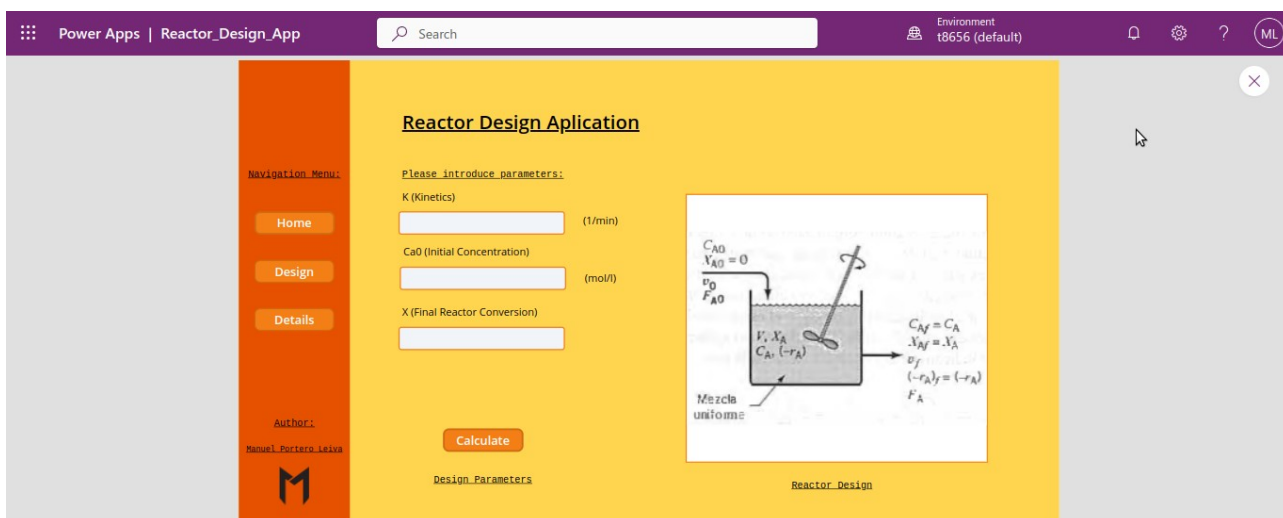 Power Apps | Reactor_Design_App
Search
Environment
t8656 (default)
?
ML
Reactor Design Aplication
Navigation Menu:
Home
Design
Details
Author:
Manuel Portero Leiva
M
Please introduce parameters:
K (Kinetics)
(1/min)
Ca0 (Initial Concentration)
(mol/l)
X (Final Reactor Conversion)
Calculate
Design Parameters
C_A0
X_A0 = 0
v_0
F_A0
V, X_A
C_A, (-r_A)
Mezcla
uniforme
C_Af = C_A
X_Af = X_A
v_f
(-r_A)_f = (-r_A)
F_A
Reactor Design